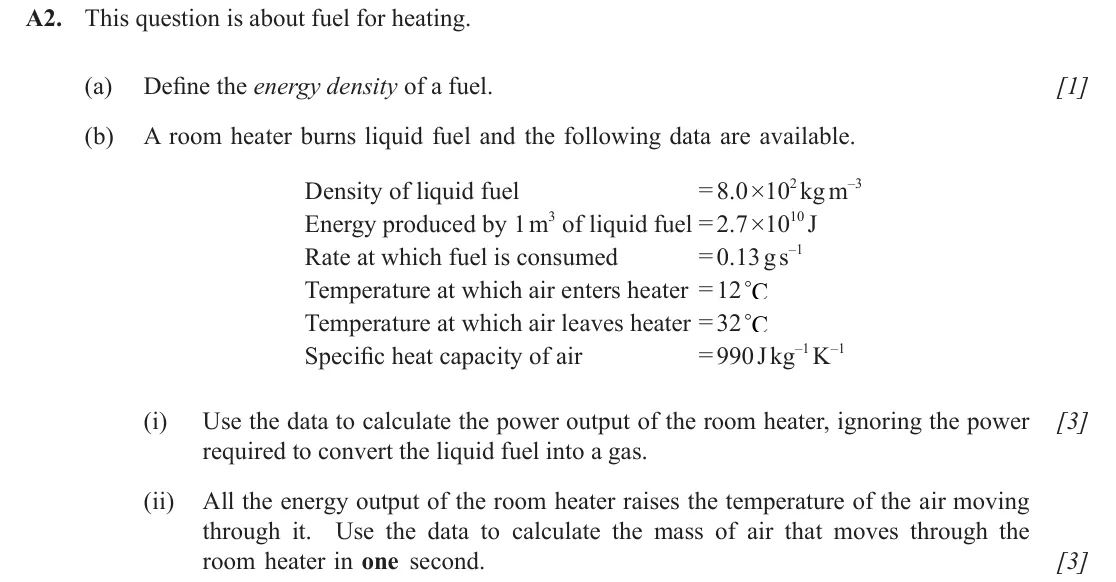 A2. This question is about fuel for heating.
(a) Define the energy density of a fuel. [1]
(b) A room heater burns liquid fuel and the following data are available.
Density of liquid fuel =8.0×10² kg m⁻³
Energy produced by 1 m³ of liquid fuel =2.7×10¹⁰ J
Rate at which fuel is consumed =0.13 g s⁻¹
Temperature at which air enters heater =12 °C
Temperature at which air leaves heater =32 °C
Specific heat capacity of air =990 J kg⁻¹ K⁻¹
(i) Use the data to calculate the power output of the room heater, ignoring the power [3]
required to convert the liquid fuel into a gas.
(ii) All the energy output of the room heater raises the temperature of the air moving
through it. Use the data to calculate the mass of air that moves through the
room heater in one second. [3]